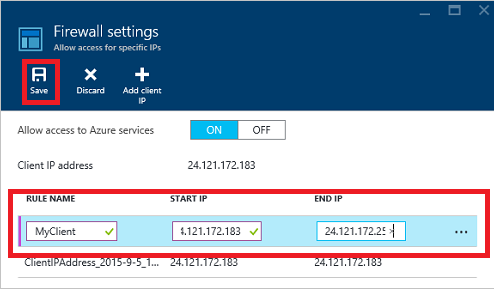 Firewall settings
Allow access for specific IPs
Save Discard Add client IP
Allow access to Azure services ON OFF
Client IP address 24.121.172.183
RULE NAME START IP END IP
MyClient 4.121.172.183 24.121.172.25 >
ClientIPAddress_2015-9-5_1... 24.121.172.183 24.121.172.183